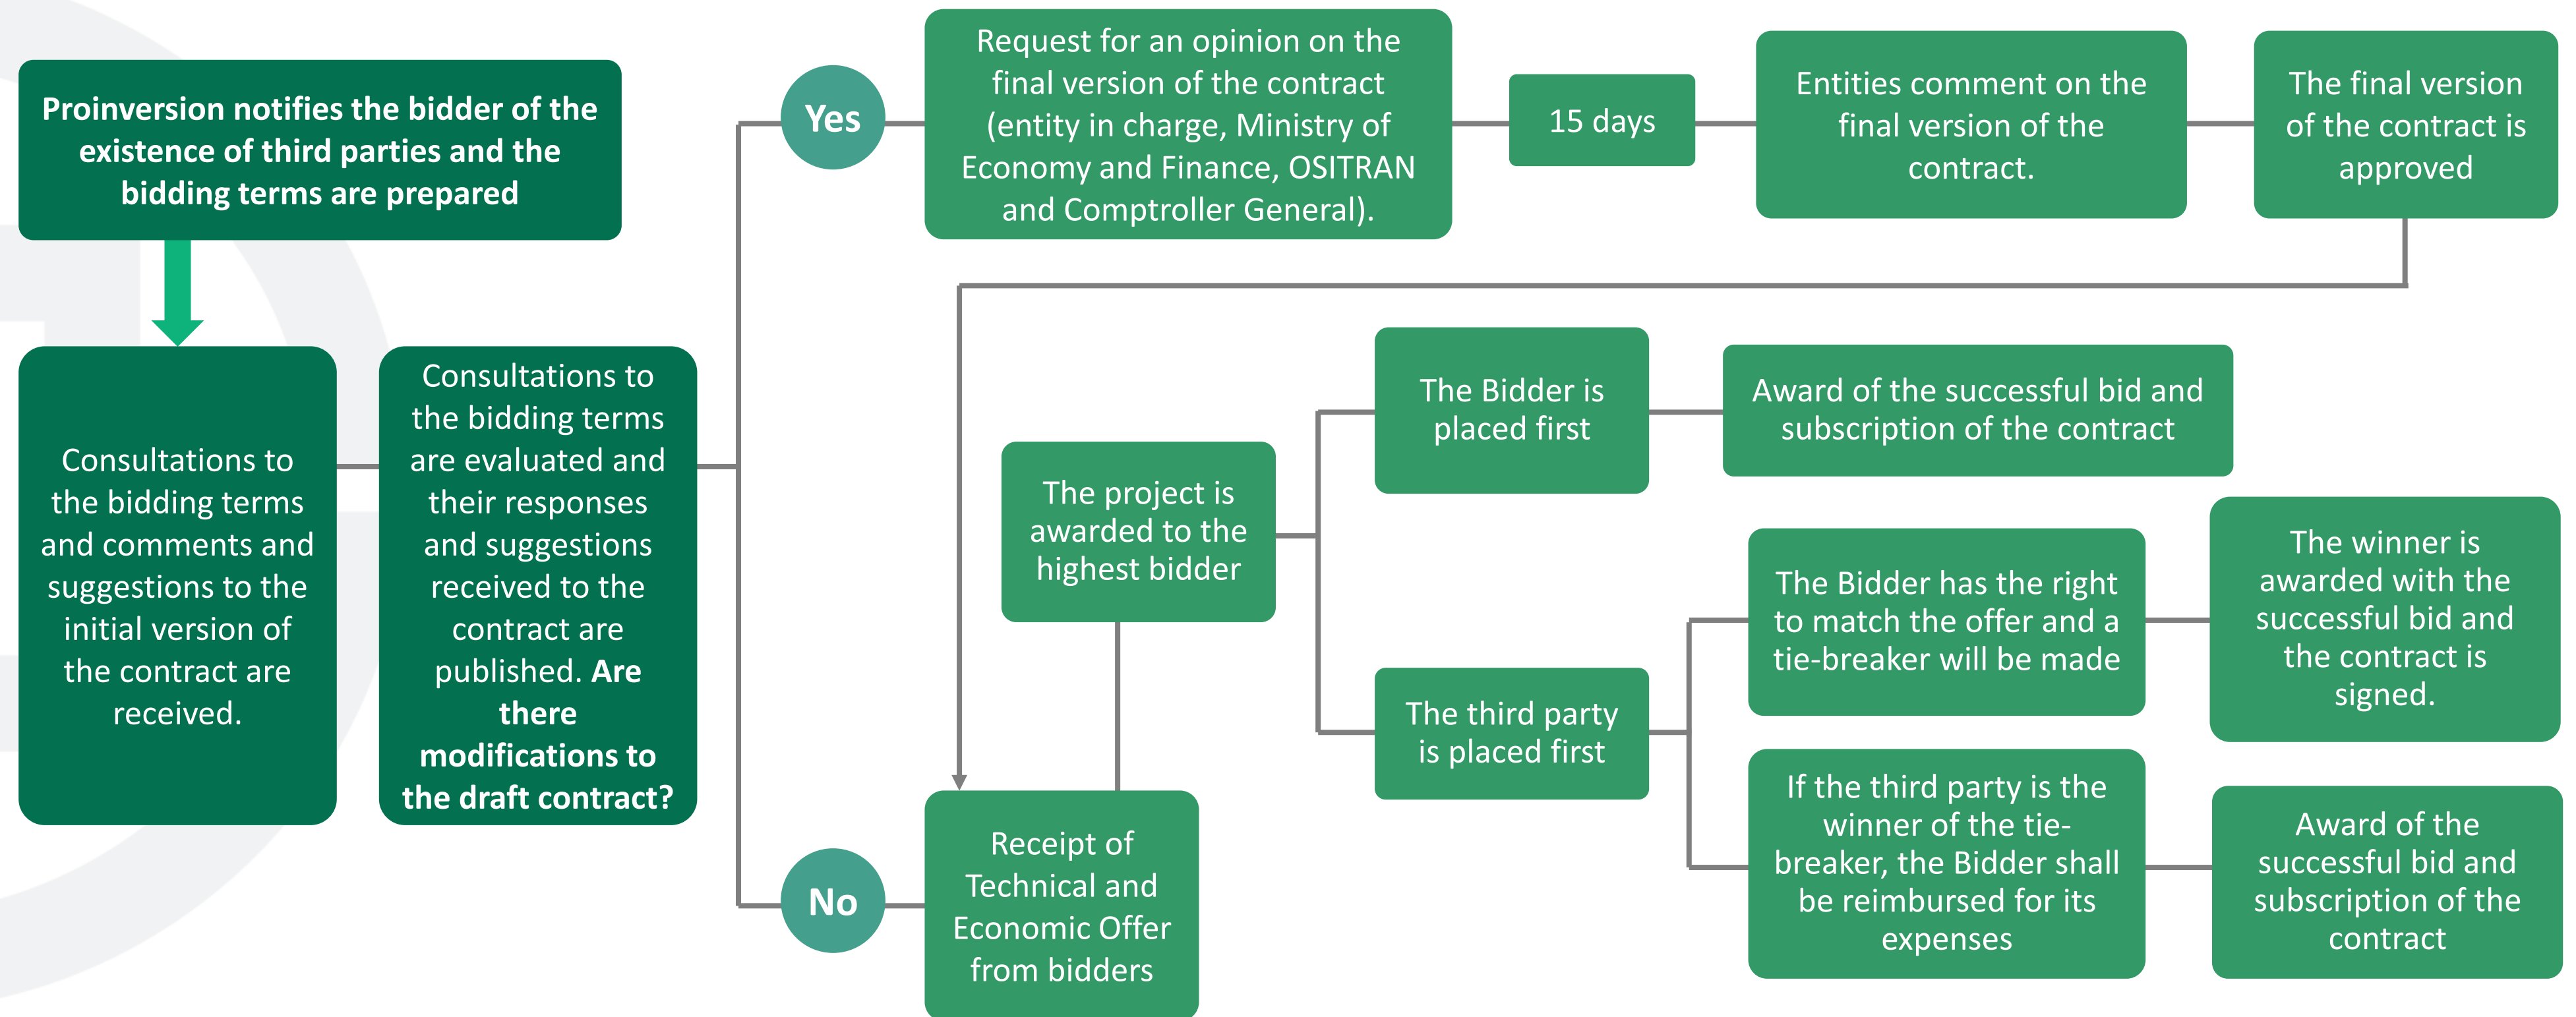 Proinversion notifies the bidder of the
existence of third parties and the
bidding terms are prepared
Consultations to
the bidding terms
and comments and
suggestions to the
initial version of
the contract are
received.
Consultations to
the bidding terms
are evaluated and
their responses
and suggestions
received to the
contract are
published. Are
there
modifications to
the draft contract?
Yes
Request for an opinion on the
final version of the contract
(entity in charge, Ministry of
Economy and Finance, OSITRAN
and Comptroller General).
15 days
Entities comment on the
final version of the
contract.
The final version
of the contract is
approved
No
Receipt of
Technical and
Economic Offer
from bidders
The project is
awarded to the
highest bidder
The Bidder is
placed first
Award of the successful bid and
subscription of the contract
The third party
is placed first
The Bidder has the right
to match the offer and a
tie-breaker will be made
The winner is
awarded with the
successful bid and
the contract is
signed.
If the third party is the
winner of the tie-
breaker, the Bidder shall
be reimbursed for its
expenses
Award of the
successful bid and
subscription of the
contract